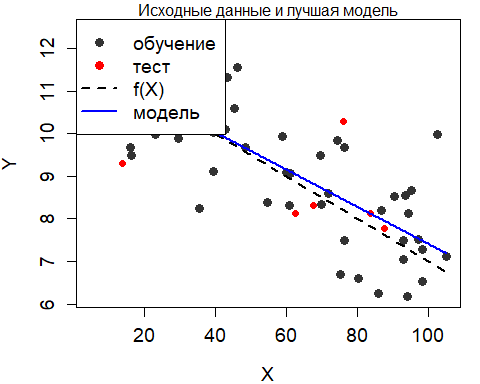 Исходные данные и лучшая модель
обучение
тест
f(X)
модель
Y
6 7 8 9 10 11 12
20 40 60 80 100
X